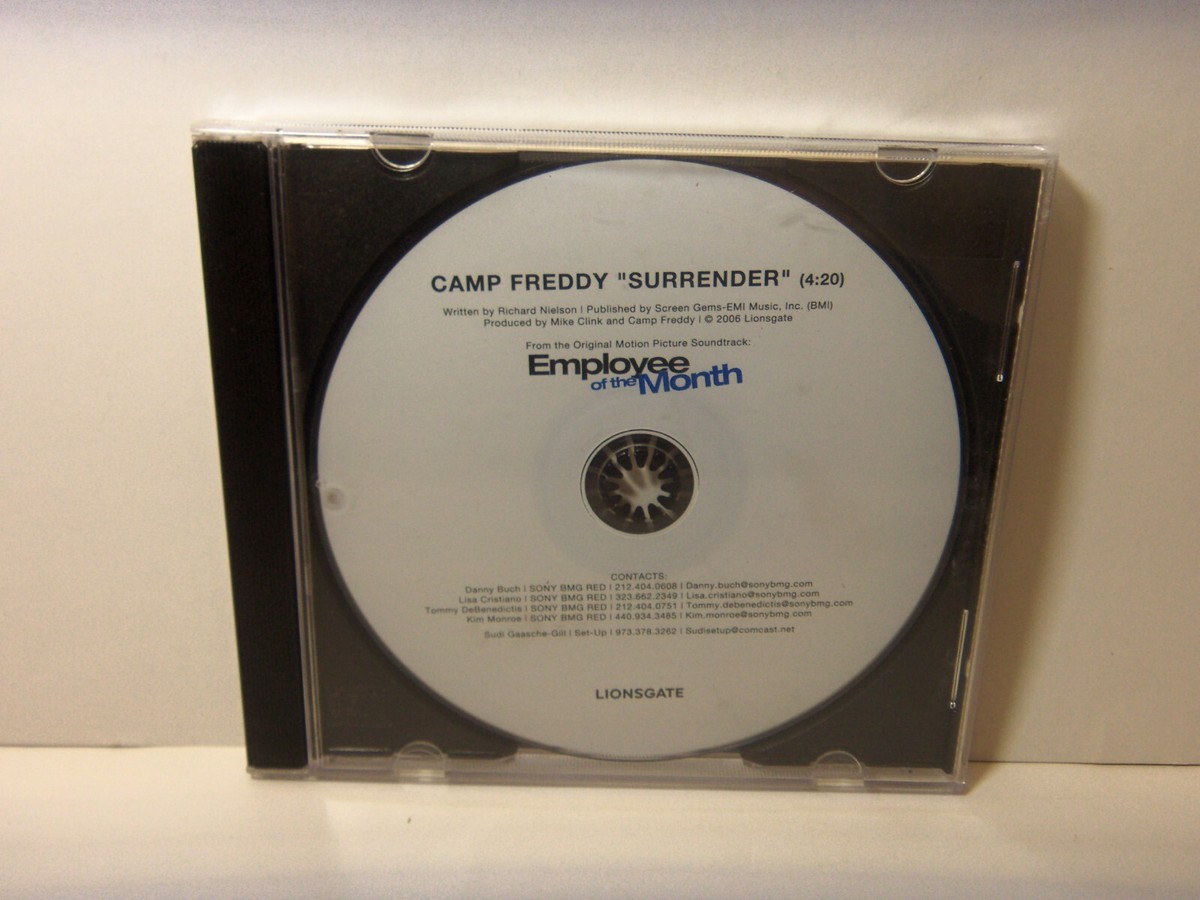 CAMP FREDDY "SURRENDER" (4:20)
Written by Richard Nielson | Published by Screen Gems-EMI Music, Inc. (BMI)
Produced by Mike Clink and Camp Freddy | © 2006 Lionsgate
From the Original Motion Picture Soundtrack:
Employee
of the Month
CONTACTS:
Danny Buch | SONY BMG RED | 212.404.0608 | Danny.buch@sonybmg.com
Lisa Cristiano | SONY BMG RED | 323.662.2349 | Lisa.cristiano@sonybmg.com
Tommy DeBenedictis | SONY BMG RED | 212.404.0751 | Tommy.debenedictis@sonybmg.com
Kim Monroe | SONY BMG RED | 440.934.3485 | Kim.monroe@sonybmg.com
Sudi Gaasche-Gill | Set-Up | 973.378.3262 | Sudisetup@comcast.net
LIONSGATE